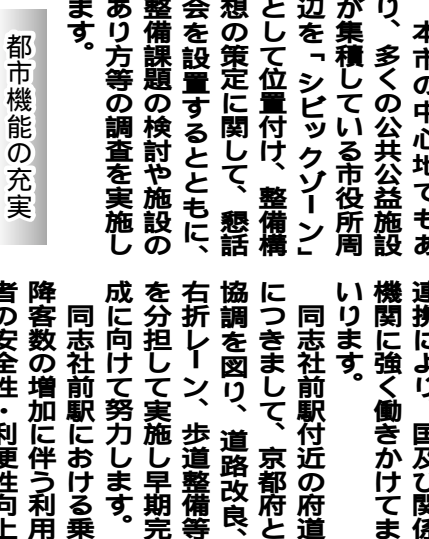 本市の中心地でもあ
り、多くの公共公益施設
が集積している市役所周
辺を「シビックゾーン」
として位置付け、整備構
想の策定に関して、懇話
会を設置するとともに、
整備課題の検討や施設の
あり方等の調査を実施し
ます。
都市機能の充実
連携により、国及び関係
機関に強く働きかけてま
いります。
同志社前駅付近の府道
につきまして、京都府と
協調を図り、道路改良、
右折レーン、歩道整備等
を分担して実施し早期完
成に向けて努力します。
同志社前駅における乗
降客数の増加に伴う利用
者の安全性・利便性向上